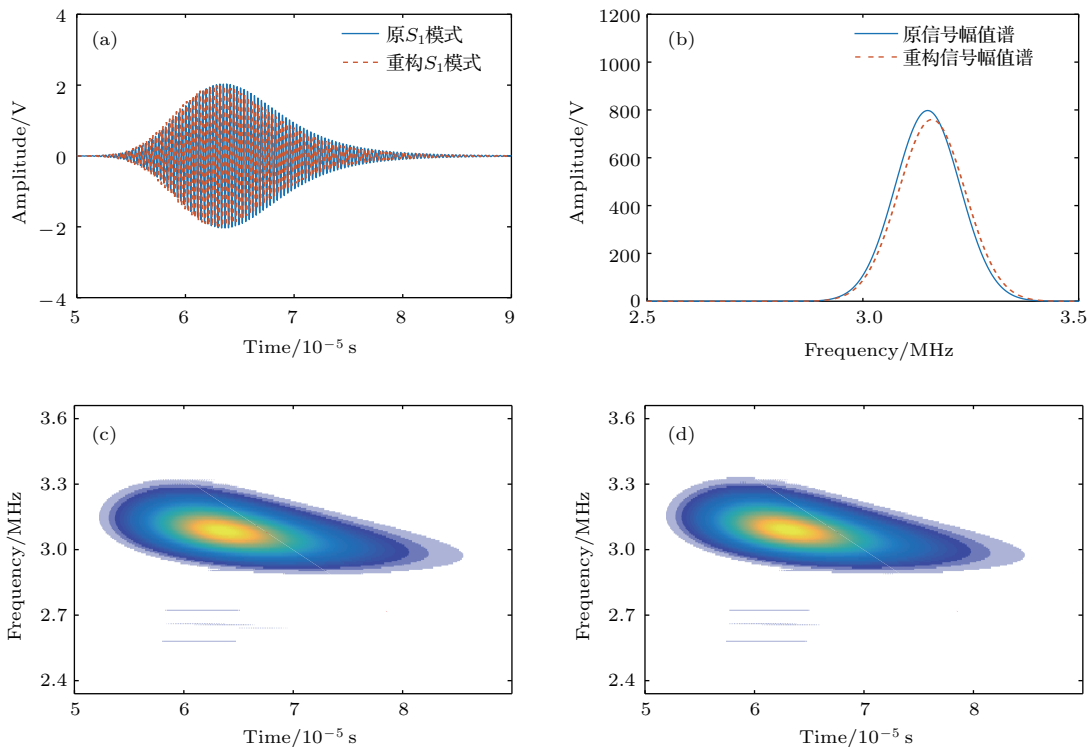 (a)
原S₁模式
重构S₁模式
4
2
0
−2
−4
Amplitude/V
5
6
7
8
9
Time/10⁻⁵ s
(b)
原信号幅值谱
重构信号幅值谱
1200
1000
800
600
400
200
0
Amplitude/V
2.5
3.0
3.5
Frequency/MHz
(c)
3.6
3.3
3.0
2.7
2.4
Frequency/MHz
5
6
7
8
Time/10⁻⁵ s
(d)
3.6
3.3
3.0
2.7
2.4
Frequency/MHz
5
6
7
8
Time/10⁻⁵ s